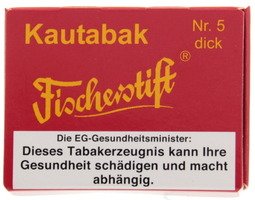 Kautabak
Nr. 5
dick
Fischerstift®
Die EG-Gesundheitsminister:
Dieses Tabakerzeugnis kann Ihre
Gesundheit schädigen und macht
abhängig.